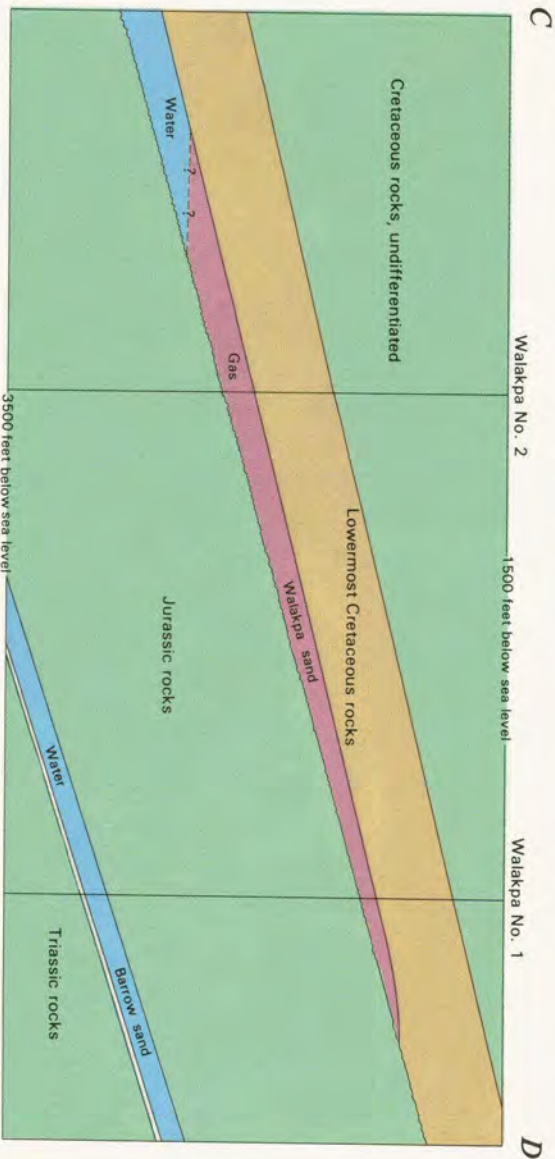 C
D
Walakpa No. 2
Walakpa No. 1
1500 feet below sea level
Cretaceous rocks, undifferentiated
Lowermost Cretaceous rocks
Water
? ?
Gas
Walakpa sand
Jurassic rocks
Water
Barrow sand
Triassic rocks
3500 feet below sea level